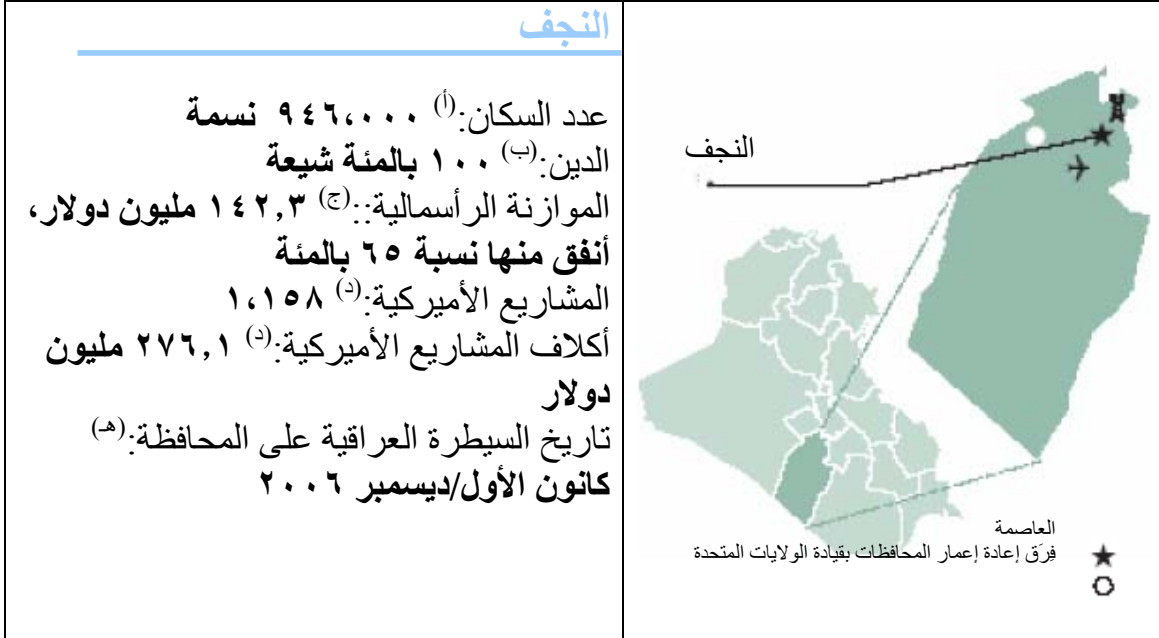 النجف
عدد السكان:(أ) ٩٤٦،٠٠٠ نسمة
الدين:(ب) ١٠٠ بالمئة شيعة
الموازنة الرأسمالية::(ج) ١٤٢,٣ مليون دولار،
أنفق منها نسبة ٦٥ بالمئة
المشاريع الأميركية:(د) ١،١٥٨
أكلاف المشاريع الأميركية:(د) ٢٧٦,١ مليون
دولار
تاريخ السيطرة العراقية على المحافظة:(هـ)
كانون الأول/ديسمبر ٢٠٠٦
النجف
العاصمة
فِرَق إعادة إعمار المحافظات بقيادة الولايات المتحدة